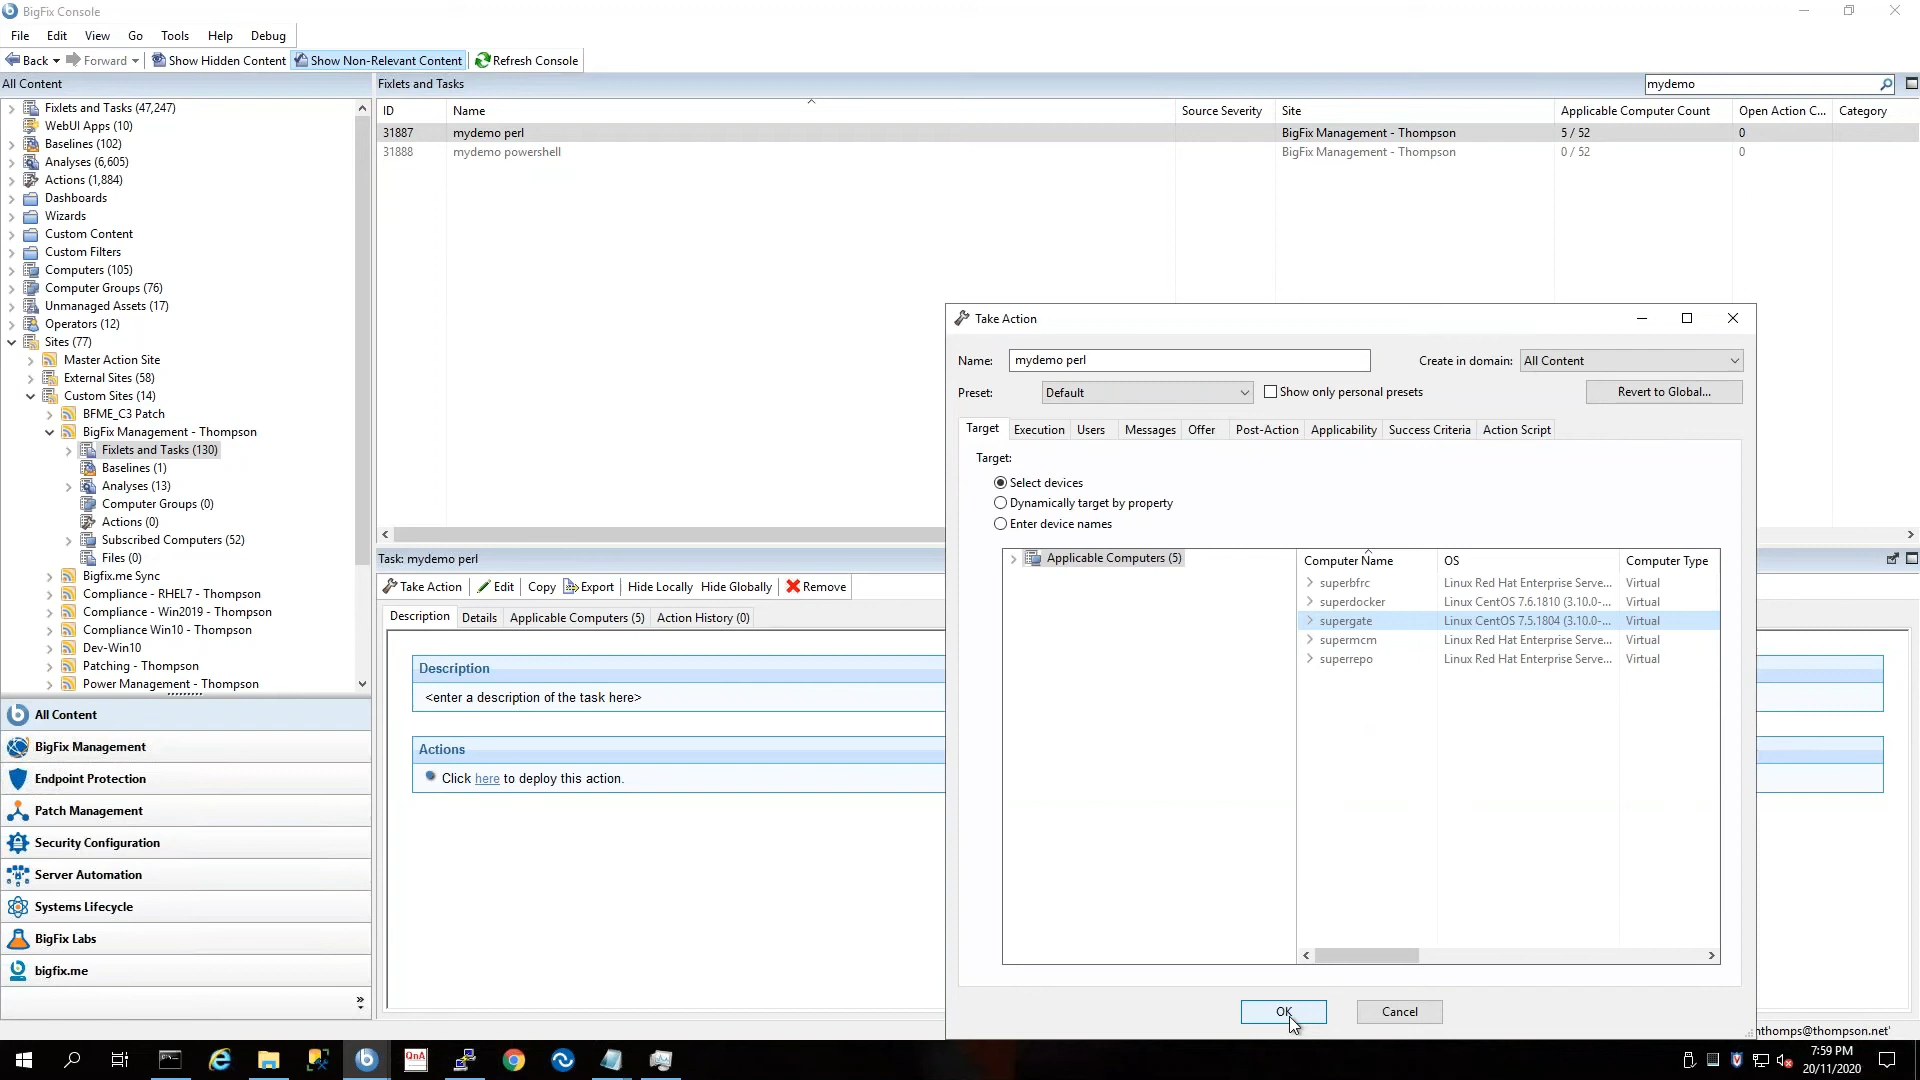 BigFix Console
File Edit View Go Tools Help Debug
Back Forward Show Hidden Content Show Non-Relevant Content Refresh Console
All Content
Fixlets and Tasks (47,247)
WebUI Apps (10)
Baselines (102)
Analyses (6,605)
Actions (1,884)
Dashboards
Wizards
Custom Content
Custom Filters
Computers (105)
Computer Groups (76)
Unmanaged Assets (17)
Operators (12)
Sites (77)
Master Action Site
External Sites (58)
Custom Sites (14)
BFME_C3 Patch
BigFix Management - Thompson
Fixlets and Tasks (130)
Baselines (1)
Analyses (13)
Computer Groups (0)
Actions (0)
Subscribed Computers (52)
Files (0)
Bigfix.me Sync
Compliance - RHEL7 - Thompson
Compliance - Win2019 - Thompson
Compliance Win10 - Thompson
Dev-Win10
Patching - Thompson
Power Management - Thompson
All Content
BigFix Management
Endpoint Protection
Patch Management
Security Configuration
Server Automation
Systems Lifecycle
BigFix Labs
bigfix.me
Fixlets and Tasks mydemo
ID Name Source Severity Site Applicable Computer Count Open Action C... Category
31887 mydemo perl BigFix Management - Thompson 5 / 52 0
31888 mydemo powershell BigFix Management - Thompson 0 / 52 0
Task: mydemo perl
Take Action Edit Copy Export Hide Locally Hide Globally Remove
Description Details Applicable Computers (5) Action History (0)
Description
<enter a description of the task here>
Actions
Click here to deploy this action.
Take Action
Name: mydemo perl Create in domain: All Content
Preset: Default Show only personal presets Revert to Global...
Target Execution Users Messages Offer Post-Action Applicability Success Criteria Action Script
Target:
Select devices
Dynamically target by property
Enter device names
Applicable Computers (5)
Computer Name OS Computer Type
superbfrc Linux Red Hat Enterprise Serve... Virtual
superdocker Linux CentOS 7.6.1810 (3.10.0-... Virtual
supergate Linux CentOS 7.5.1804 (3.10.0-... Virtual
supermcm Linux Red Hat Enterprise Serve... Virtual
superrepo Linux Red Hat Enterprise Serve... Virtual
OK Cancel
nthomps@thompson.net'
QnA
7:59 PM
20/11/2020